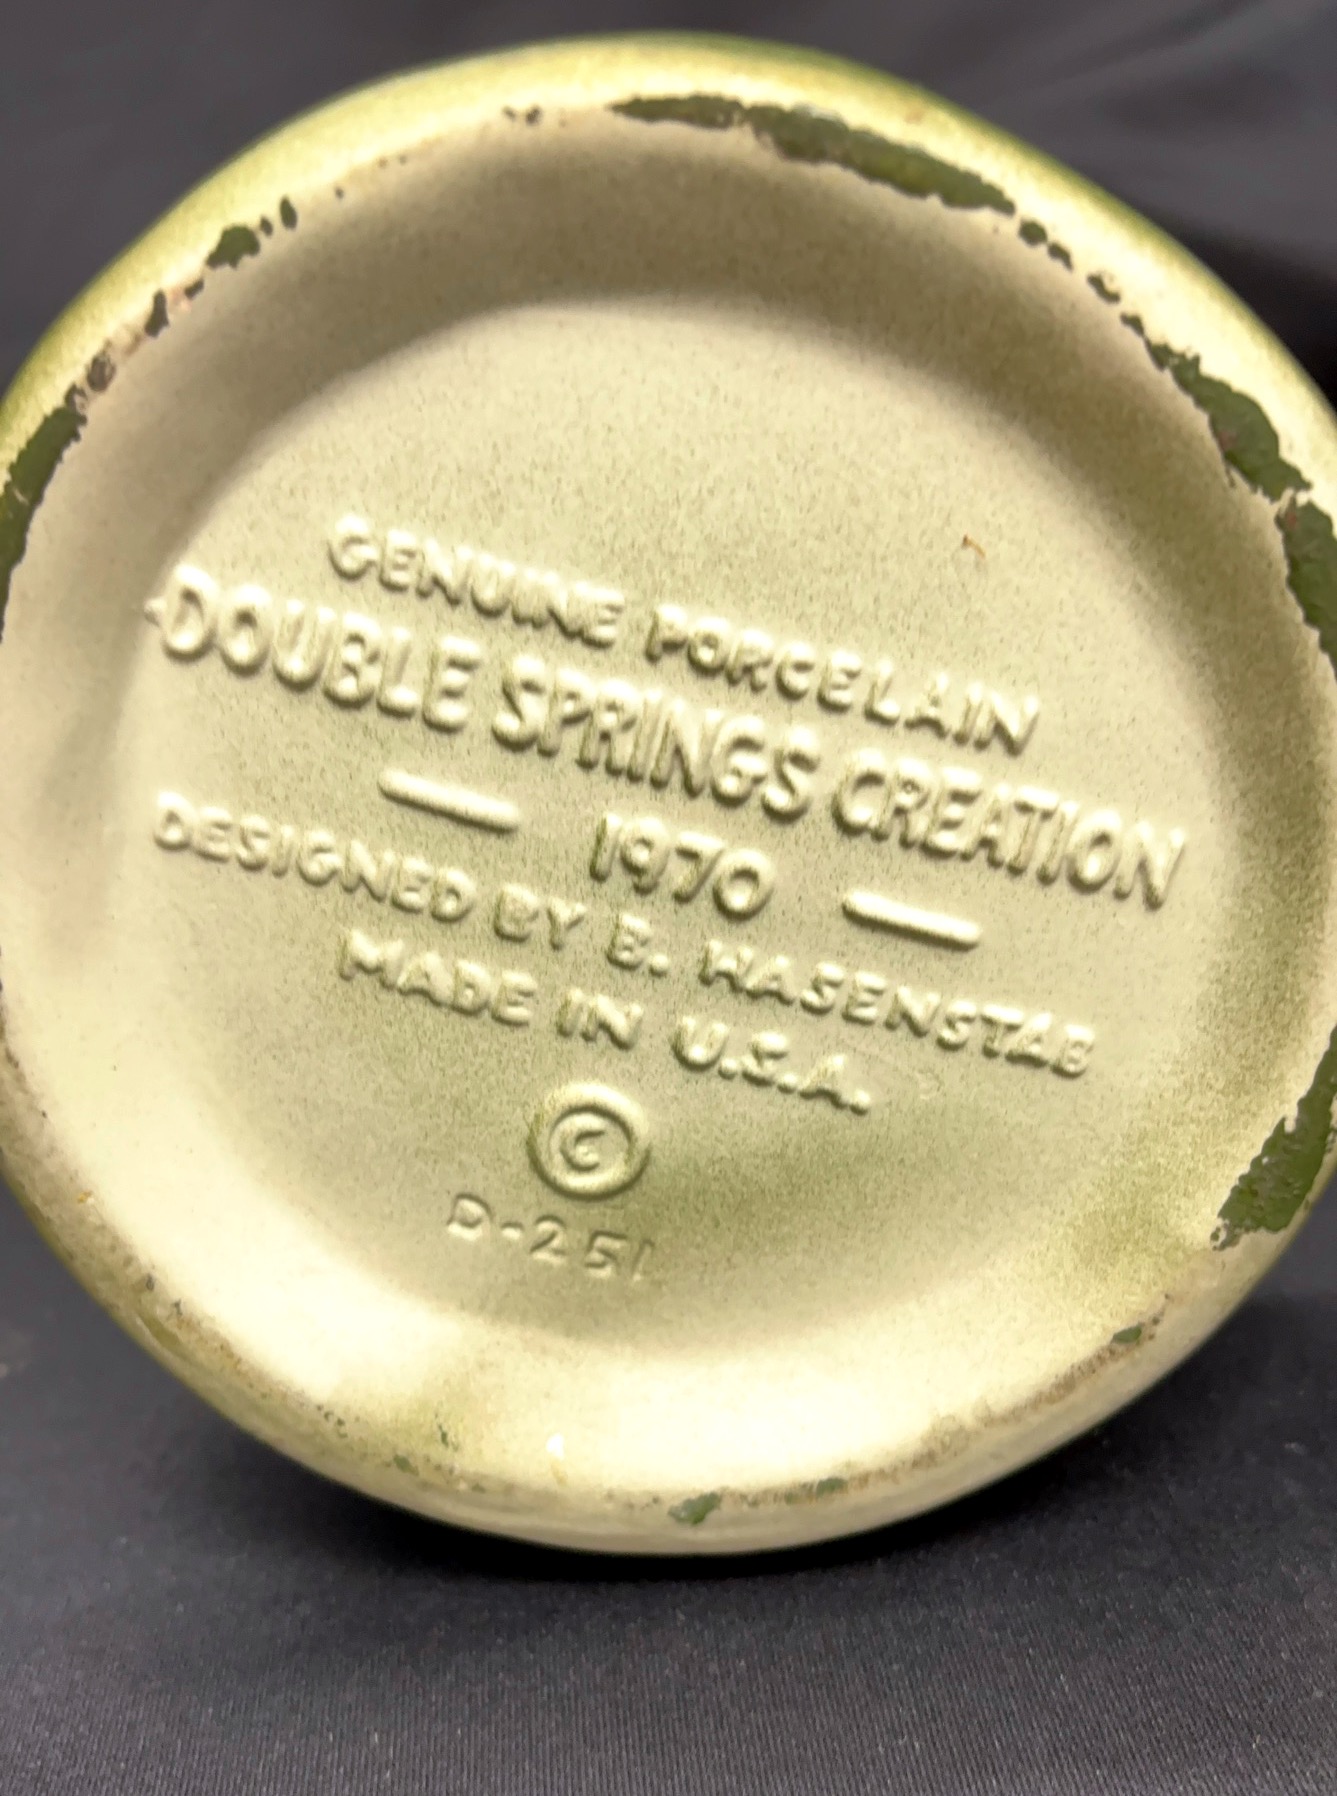 GENUINE PORCELAIN
DOUBLE SPRINGS CREATION
— 1970 —
DESIGNED BY E. HASENSTAB
MADE IN U.S.A.
©
D-251